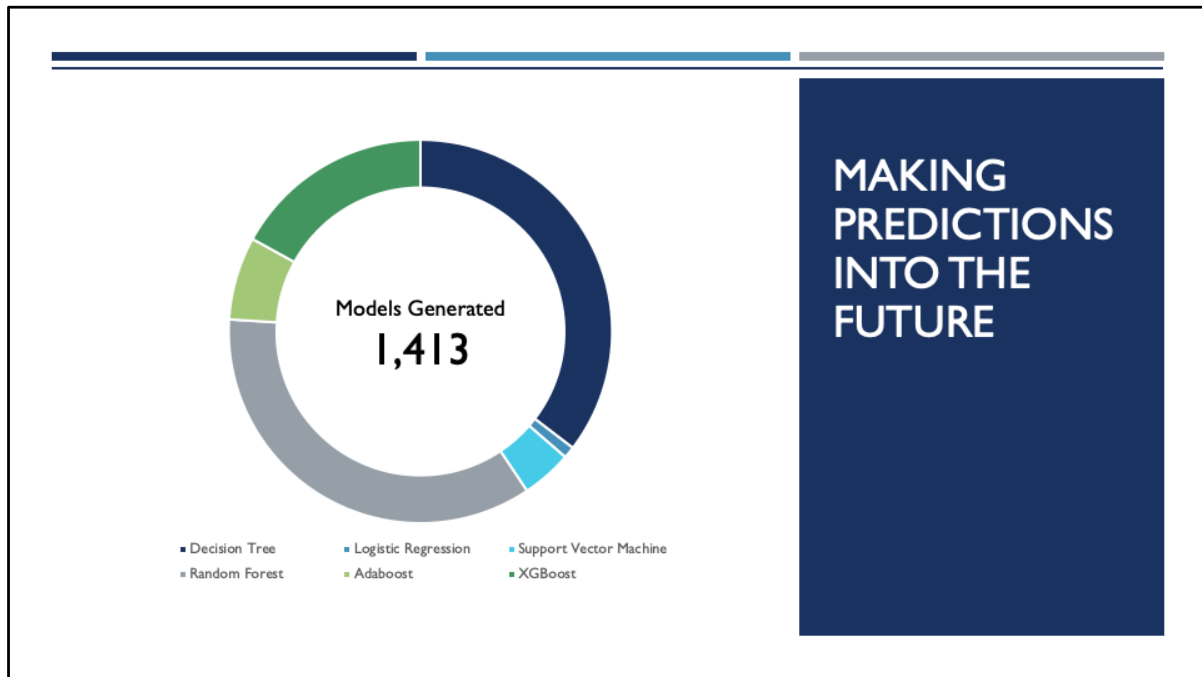 MAKING
PREDICTIONS
INTO THE
FUTURE
Models Generated
1,413
Decision Tree
Logistic Regression
Support Vector Machine
Random Forest
Adaboost
XGBoost